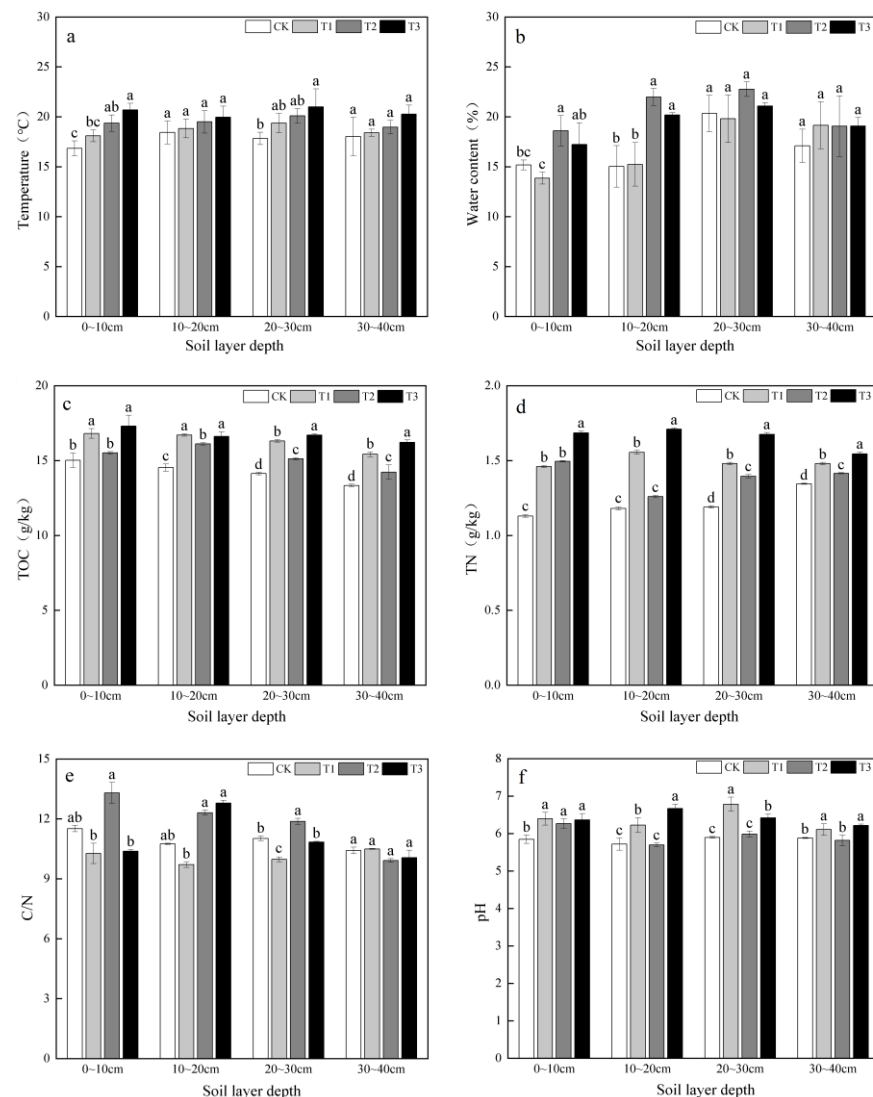 a
CK T1 T2 T3
30
25
20
15
10
5
0
Temperature（℃）
c bc ab a
a a a a
b ab ab a
a a a a
0~10cm 10~20cm 20~30cm 30~40cm
Soil layer depth
b
CK T1 T2 T3
30
25
20
15
10
5
0
Water content（%）
bc c a ab
b b a a
a a a a
a a a a
0~10cm 10~20cm 20~30cm 30~40cm
Soil layer depth
c
CK T1 T2 T3
20
15
10
5
0
TOC（g/kg）
b a b a
c a b a
d b c a
d b c a
0~10cm 10~20cm 20~30cm 30~40cm
Soil layer depth
d
CK T1 T2 T3
2.0
1.5
1.0
0.5
0.0
TN（g/kg）
c b b a
c b c a
d b c a
d b c a
0~10cm 10~20cm 20~30cm 30~40cm
Soil layer depth
e
CK T1 T2 T3
15
12
9
6
3
0
C/N
ab b a b
ab b a a
b c a b
a a a a
0~10cm 10~20cm 20~30cm 30~40cm
Soil layer depth
f
CK T1 T2 T3
8
7
6
5
4
3
2
1
0
pH
b a a a
c b c a
c a c b
b a b a
0~10cm 10~20cm 20~30cm 30~40cm
Soil layer depth